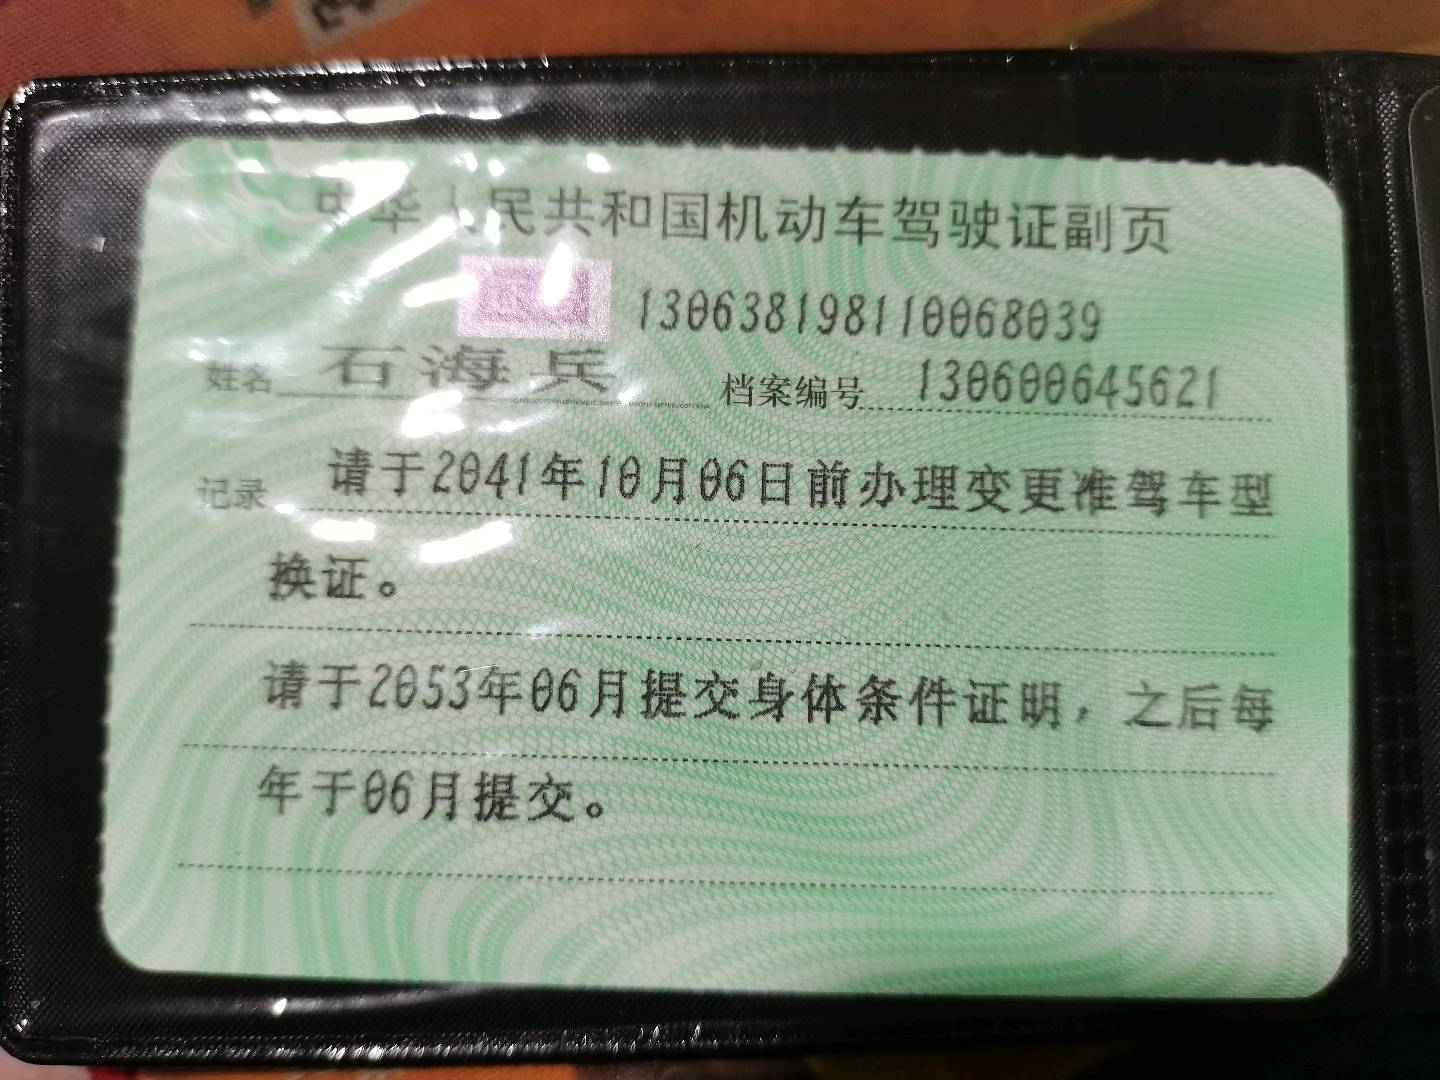 中华人民共和国机动车驾驶证副页
130638198110068039
姓名 石海兵 档案编号 130600645621
记录 请于2041年10月06日前办理变更准驾车型
换证。
请于2053年06月提交身体条件证明，之后每
年于06月提交。